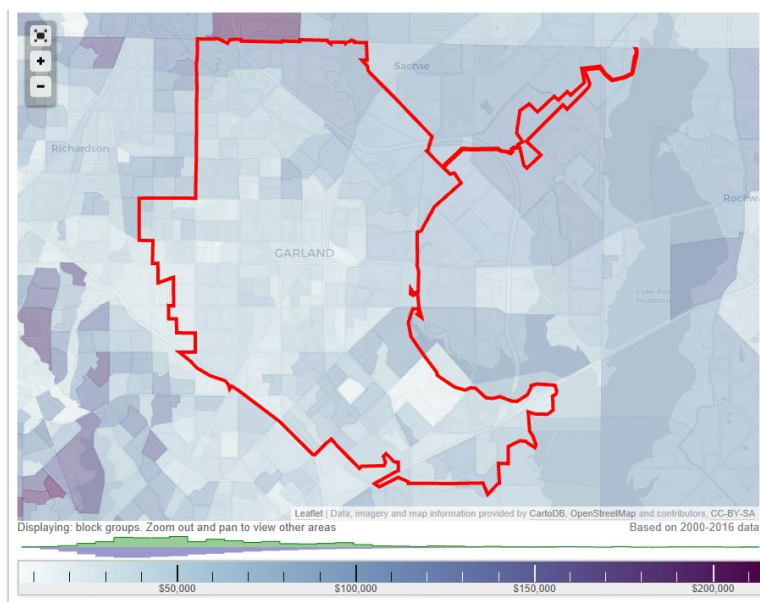 +
−
Sachse
Richardson
GARLAND
Rockwa
Lake Ray
Hubbard
Leaflet | Data, imagery and map information provided by CartoDB, OpenStreetMap and contributors, CC-BY-SA
Displaying: block groups. Zoom out and pan to view other areas
Based on 2000-2016 data
$50,000 $100,000 $150,000 $200,000